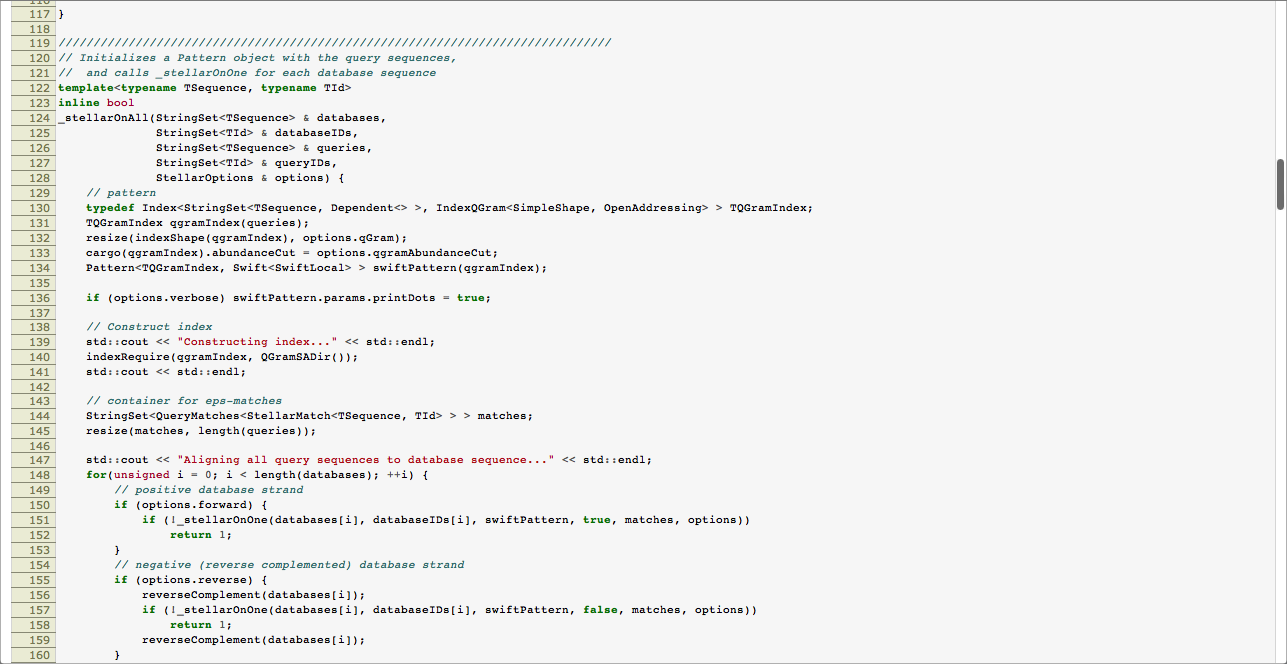 117 }
118
119 ///////////////////////////////////////////////////////////////////////////////
120 // Initializes a Pattern object with the query sequences,
121 //  and calls _stellarOnOne for each database sequence
122 template<typename TSequence, typename TId>
123 inline bool
124 _stellarOnAll(StringSet<TSequence> & databases,
125               StringSet<TId> & databaseIDs,
126               StringSet<TSequence> & queries,
127               StringSet<TId> & queryIDs,
128               StellarOptions & options) {
129     // pattern
130     typedef Index<StringSet<TSequence, Dependent<> >, IndexQGram<SimpleShape, OpenAddressing> > TQGramIndex;
131     TQGramIndex qgramIndex(queries);
132     resize(indexShape(qgramIndex), options.qGram);
133     cargo(qgramIndex).abundanceCut = options.qgramAbundanceCut;
134     Pattern<TQGramIndex, Swift<SwiftLocal> > swiftPattern(qgramIndex);
135
136     if (options.verbose) swiftPattern.params.printDots = true;
137
138     // Construct index
139     std::cout << "Constructing index..." << std::endl;
140     indexRequire(qgramIndex, QGramSADir());
141     std::cout << std::endl;
142
143     // container for eps-matches
144     StringSet<QueryMatches<StellarMatch<TSequence, TId> > > matches;
145     resize(matches, length(queries));
146
147     std::cout << "Aligning all query sequences to database sequence..." << std::endl;
148     for(unsigned i = 0; i < length(databases); ++i) {
149         // positive database strand
150         if (options.forward) {
151             if (!_stellarOnOne(databases[i], databaseIDs[i], swiftPattern, true, matches, options))
152                 return 1;
153         }
154         // negative (reverse complemented) database strand
155         if (options.reverse) {
156             reverseComplement(databases[i]);
157             if (!_stellarOnOne(databases[i], databaseIDs[i], swiftPattern, false, matches, options))
158                 return 1;
159             reverseComplement(databases[i]);
160         }